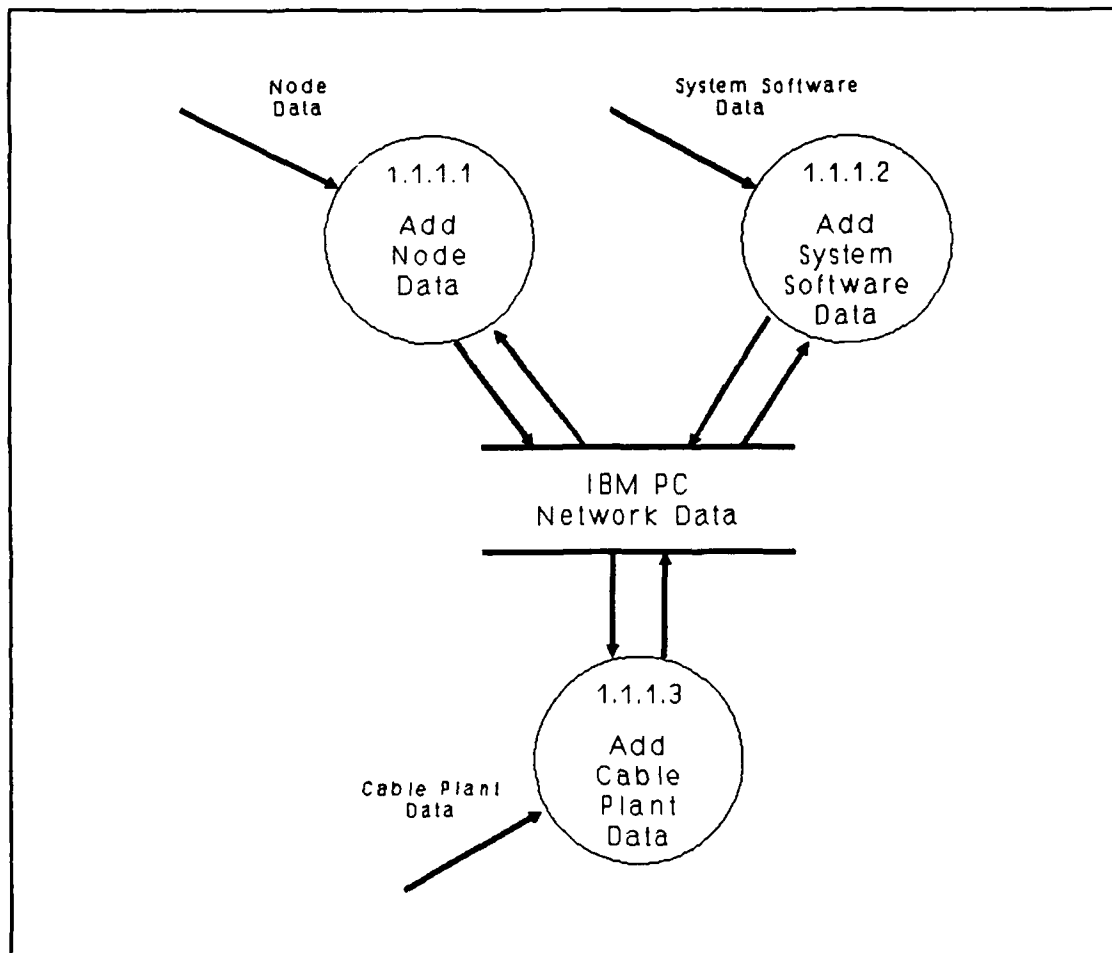 Node
Data
System Software
Data
1.1.1.1
Add
Node
Data
1.1.1.2
Add
System
Software
Data
IBM PC
Network Data
1.1.1.3
Add
Cable
Plant
Data
Cable Plant
Data